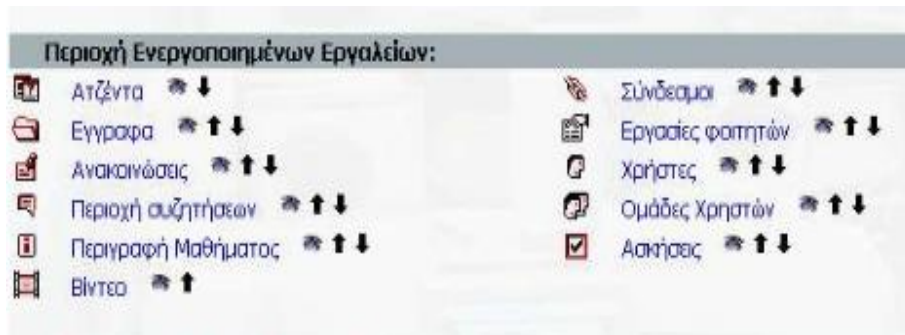 Περιοχή Ενεργοποιημένων Εργαλείων:
Ατζέντα
Εγγραφα
Ανακοινώσεις
Περιοχή συζητήσεων
Περιγραφή Μαθήματος
Βίντεο
Σύνδεσμοι
Εργασίες φοιτητών
Χρήστες
Ομάδες Χρηστών
Ασκήσεις